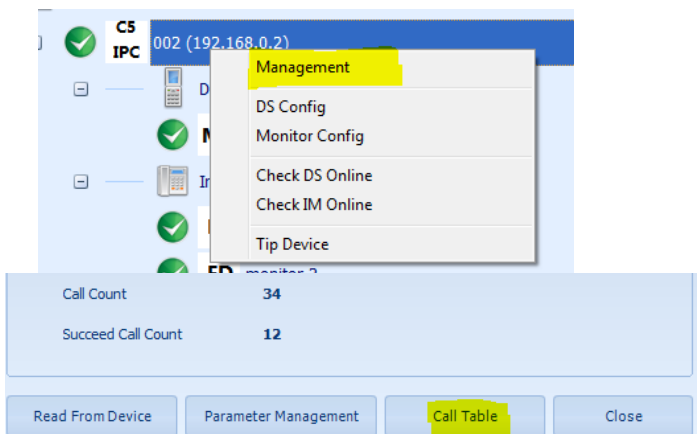 C5
IPC
002 (192.168.0.2)
Management
DS Config
Monitor Config
Check DS Online
Check IM Online
Tip Device
Call Count 34
Succeed Call Count 12
Read From Device Parameter Management Call Table Close